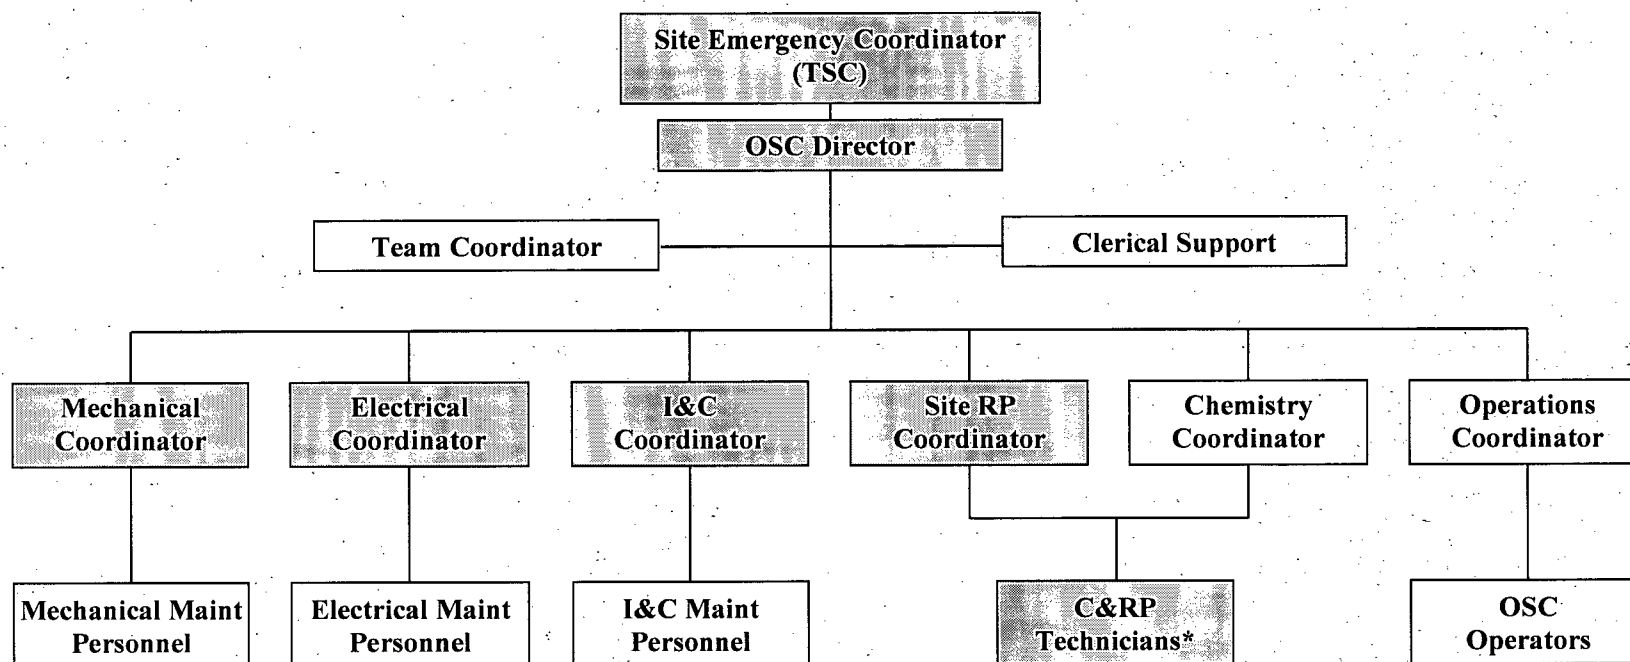 Site Emergency Coordinator
(TSC)
OSC Director
Team Coordinator
Clerical Support
Mechanical
Coordinator
Electrical
Coordinator
I&C
Coordinator
Site RP
Coordinator
Chemistry
Coordinator
Operations
Coordinator
Mechanical Maint
Personnel
Electrical Maint
Personnel
I&C Maint
Personnel
C&RP
Technicians*
OSC
Operators